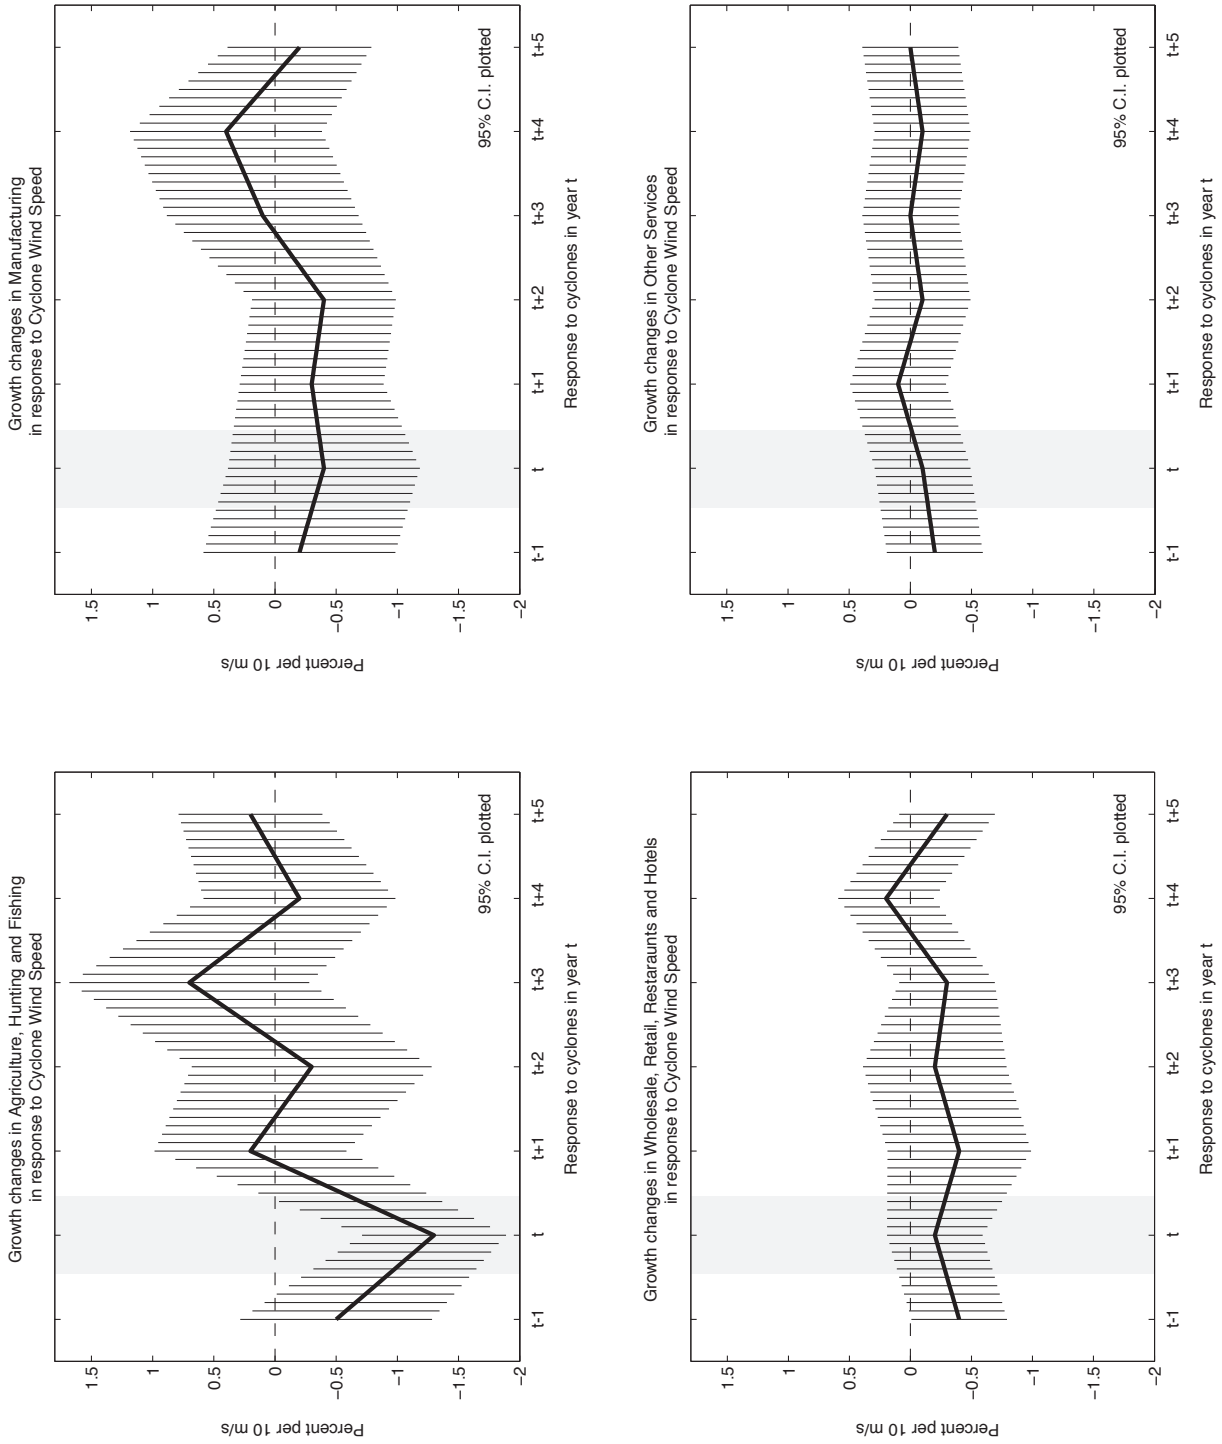 Growth changes in Agriculture, Hunting and Fishing
in response to Cyclone Wind Speed
1.5
1
0.5
0
−0.5
−1
−1.5
−2
Percent per 10 m/s
95% C.I. plotted
t-1
t
t+1
t+2
t+3
t+4
t+5
Response to cyclones in year t
Growth changes in Manufacturing
in response to Cyclone Wind Speed
1.5
1
0.5
0
−0.5
−1
−1.5
−2
Percent per 10 m/s
95% C.I. plotted
t-1
t
t+1
t+2
t+3
t+4
t+5
Response to cyclones in year t
Growth changes in Wholesale, Retail, Restaraunts and Hotels
in response to Cyclone Wind Speed
1.5
1
0.5
0
−0.5
−1
−1.5
−2
Percent per 10 m/s
95% C.I. plotted
t-1
t
t+1
t+2
t+3
t+4
t+5
Response to cyclones in year t
Growth changes in Other Services
in response to Cyclone Wind Speed
1.5
1
0.5
0
−0.5
−1
−1.5
−2
Percent per 10 m/s
95% C.I. plotted
t-1
t
t+1
t+2
t+3
t+4
t+5
Response to cyclones in year t